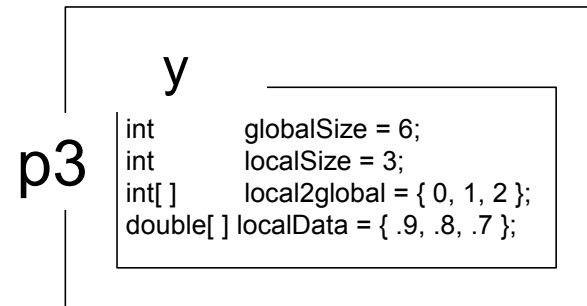 y
p3
int globalSize = 6;
int localSize = 3;
int[ ] local2global = { 0, 1, 2 };
double[ ] localData = { .9, .8, .7 };